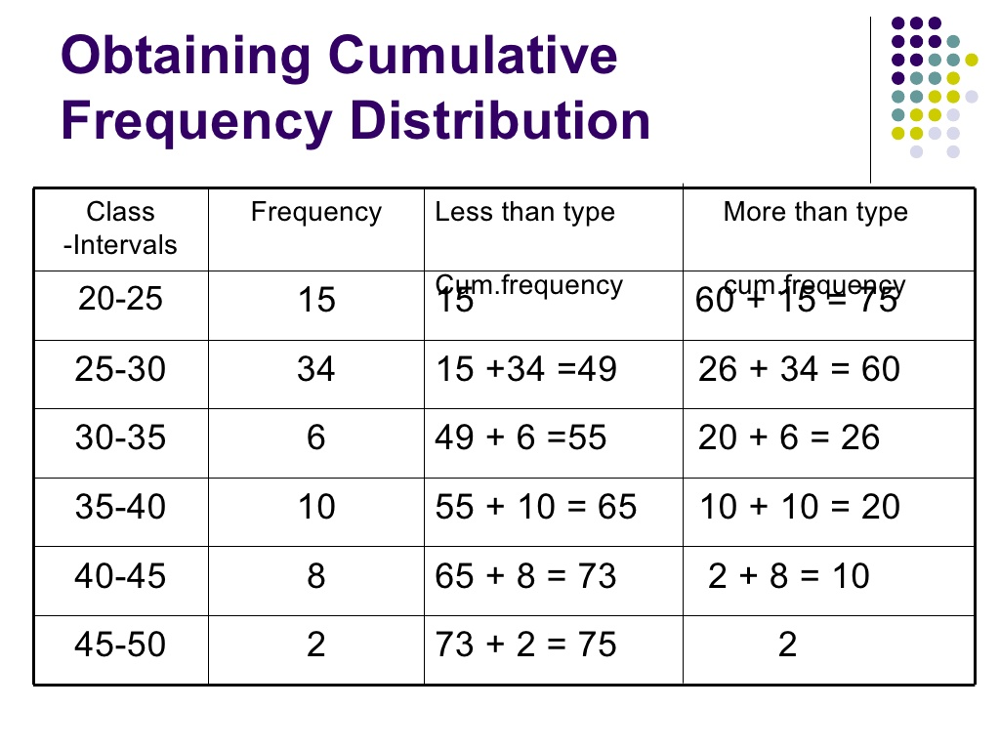 Obtaining Cumulative
Frequency Distribution
Class
-Intervals
Frequency
Less than type
Cum.frequency
More than type
cum.frequency
20-25 15 15 60 + 15 = 75
25-30 34 15 +34 =49 26 + 34 = 60
30-35 6 49 + 6 =55 20 + 6 = 26
35-40 10 55 + 10 = 65 10 + 10 = 20
40-45 8 65 + 8 = 73 2 + 8 = 10
45-50 2 73 + 2 = 75 2